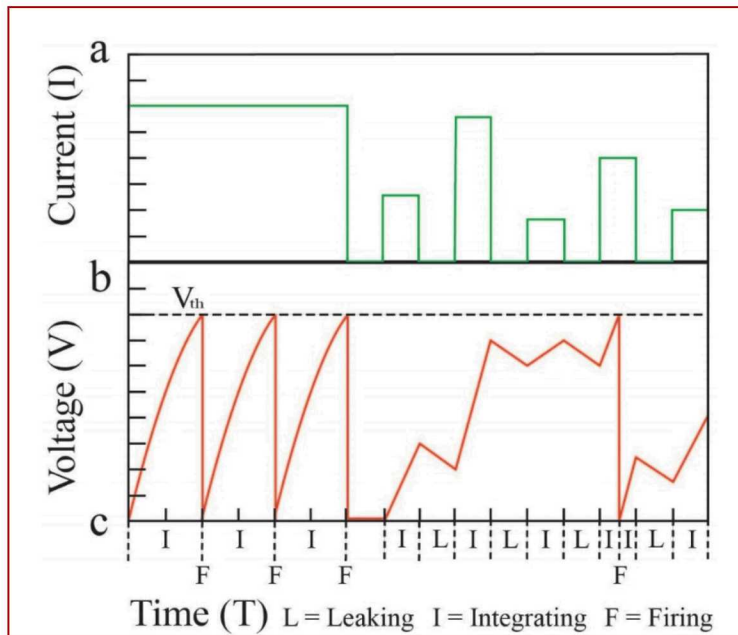 a
Current (I)
b
Vth
Voltage (V)
c
I I I I L I L I L I I L I
F F F F
Time (T) L = Leaking I = Integrating F = Firing